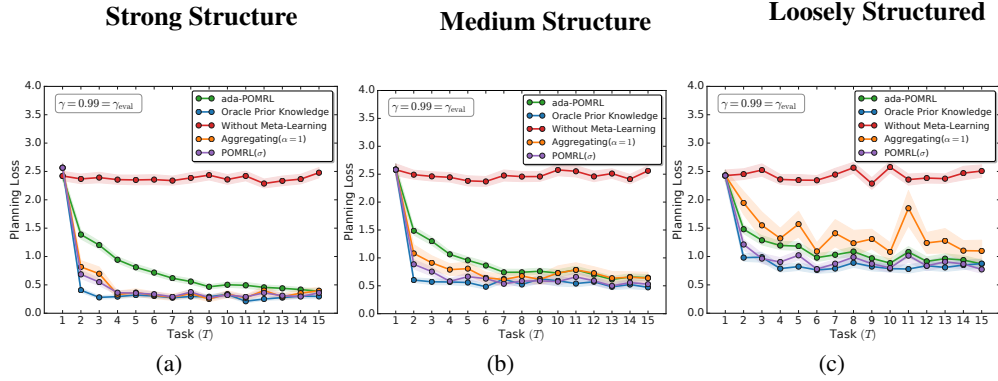 Strong Structure
Medium Structure
Loosely Structured
Planning Loss
4.0
3.5
3.0
2.5
2.0
1.5
1.0
0.5
0.0
γ = 0.99 = γeval
ada-POMRL
Oracle Prior Knowledge
Without Meta-Learning
Aggregating(α = 1)
POMRL(σ)
1 2 3 4 5 6 7 8 9 10 11 12 13 14 15
Task (T)
(a)
Planning Loss
4.0
3.5
3.0
2.5
2.0
1.5
1.0
0.5
0.0
γ = 0.99 = γeval
ada-POMRL
Oracle Prior Knowledge
Without Meta-Learning
Aggregating(α = 1)
POMRL(σ)
1 2 3 4 5 6 7 8 9 10 11 12 13 14 15
Task (T)
(b)
Planning Loss
4.0
3.5
3.0
2.5
2.0
1.5
1.0
0.5
0.0
γ = 0.99 = γeval
ada-POMRL
Oracle Prior Knowledge
Without Meta-Learning
Aggregating(α = 1)
POMRL(σ)
1 2 3 4 5 6 7 8 9 10 11 12 13 14 15
Task (T)
(c)